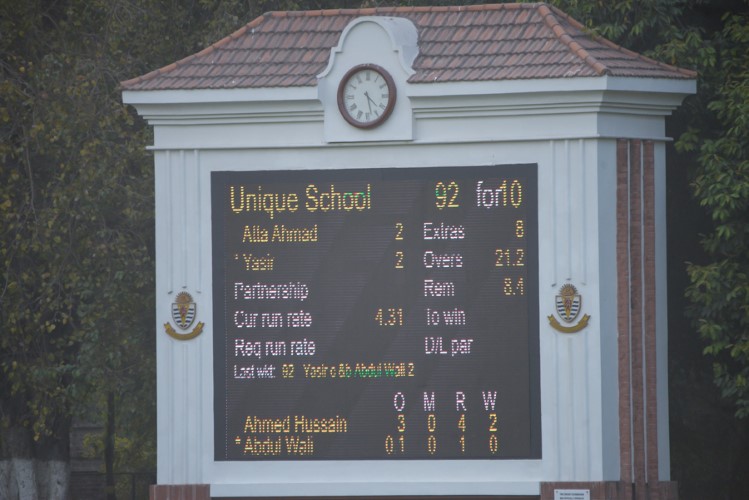 Unique School 92 for 10
Alla Ahmad 2 Extras 8
* Yasir 2 Overs 21.2
Partnership Rem 8.4
Cur run rate 4.31 To win
Req run rate D/L par
Last wkt: 92 Yasir c &b Abdul Wali 2
O M R W
Ahmed Hussain 3 0 4 2
* Abdul Wali 0.1 0 1 0